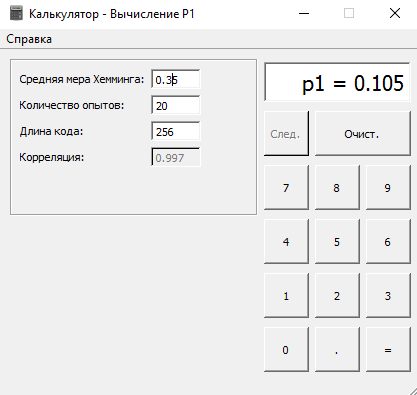 Калькулятор - Вычисление P1
Справка
Средняя мера Хемминга: 0.35
Количество опытов: 20
Длина кода: 256
Корреляция: 0.997
p1 = 0.105
След. Очист.
7 8 9
4 5 6
1 2 3
0 . =